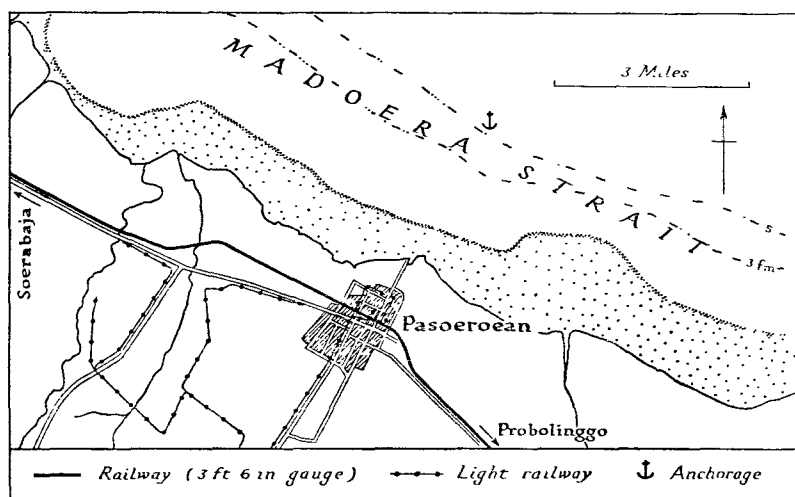 MADOERA STRAIT
3 Miles
5
3 fm
Soerabaja
Pasoeroean
Probolinggo
Railway (3 ft 6 in gauge)
Light railway
Anchorage